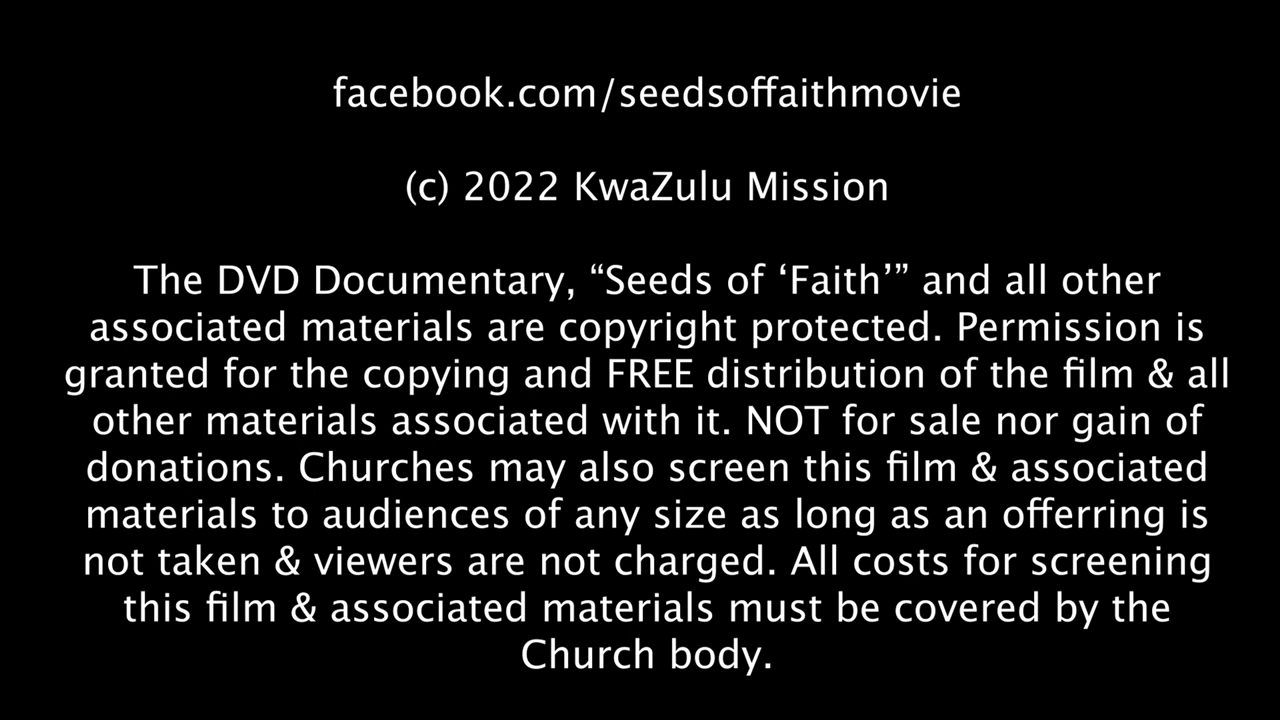 facebook.com/seedsoffaithmovie
(c) 2022 KwaZulu Mission
The DVD Documentary, “Seeds of ‘Faith’” and all other
associated materials are copyright protected. Permission is
granted for the copying and FREE distribution of the film & all
other materials associated with it. NOT for sale nor gain of
donations. Churches may also screen this film & associated
materials to audiences of any size as long as an offerring is
not taken & viewers are not charged. All costs for screening
this film & associated materials must be covered by the
Church body.